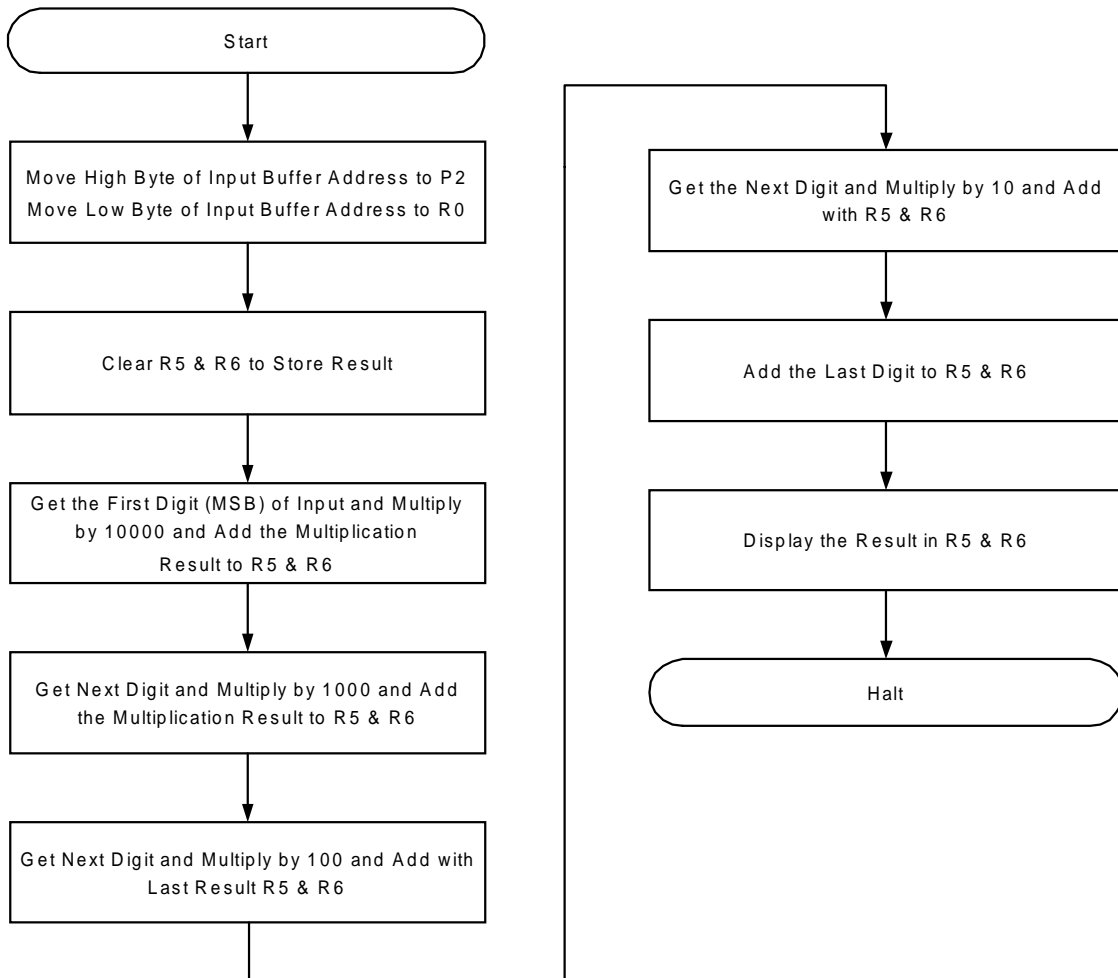 Start
Move High Byte of Input Buffer Address to P2
Move Low Byte of Input Buffer Address to R0
Clear R5 & R6 to Store Result
Get the First Digit (MSB) of Input and Multiply
by 10000 and Add the Multiplication
Result to R5 & R6
Get Next Digit and Multiply by 1000 and Add
the Multiplication Result to R5 & R6
Get Next Digit and Multiply by 100 and Add with
Last Result R5 & R6
Get the Next Digit and Multiply by 10 and Add
with R5 & R6
Add the Last Digit to R5 & R6
Display the Result in R5 & R6
Halt